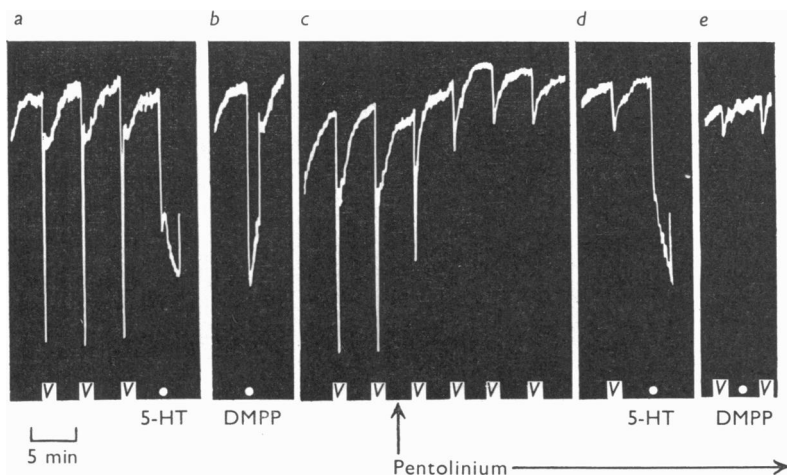 a b c d e
V V V V V V V V V V V
5-HT DMPP 5-HT DMPP
5 min
Pentolinium